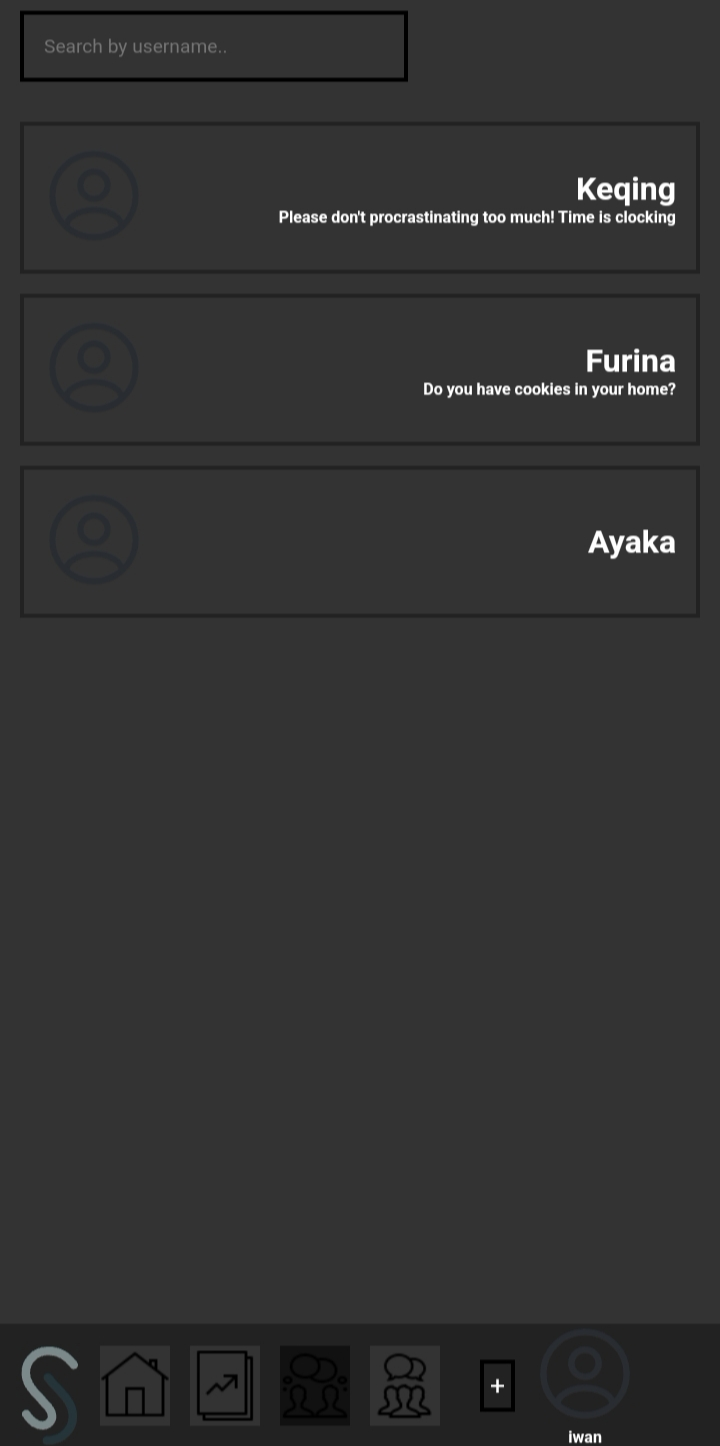 Search by username..
Keqing
Please don't procrastinating too much! Time is clocking
Furina
Do you have cookies in your home?
Ayaka
+
iwan